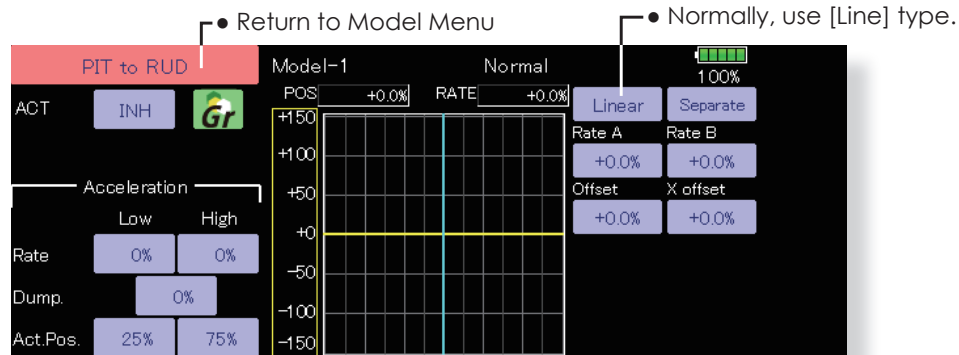 ● Return to Model Menu
● Normally, use [Line] type.
PIT to RUD
Model-1 Normal
100%
ACT INH Gr
POS +0.0% RATE +0.0%
Linear Separate
Rate A Rate B
+0.0% +0.0%
Offset X offset
+0.0% +0.0%
+150
+100
+50
+0
-50
-100
-150
Acceleration
Low High
Rate 0% 0%
Dump. 0%
Act.Pos. 25% 75%